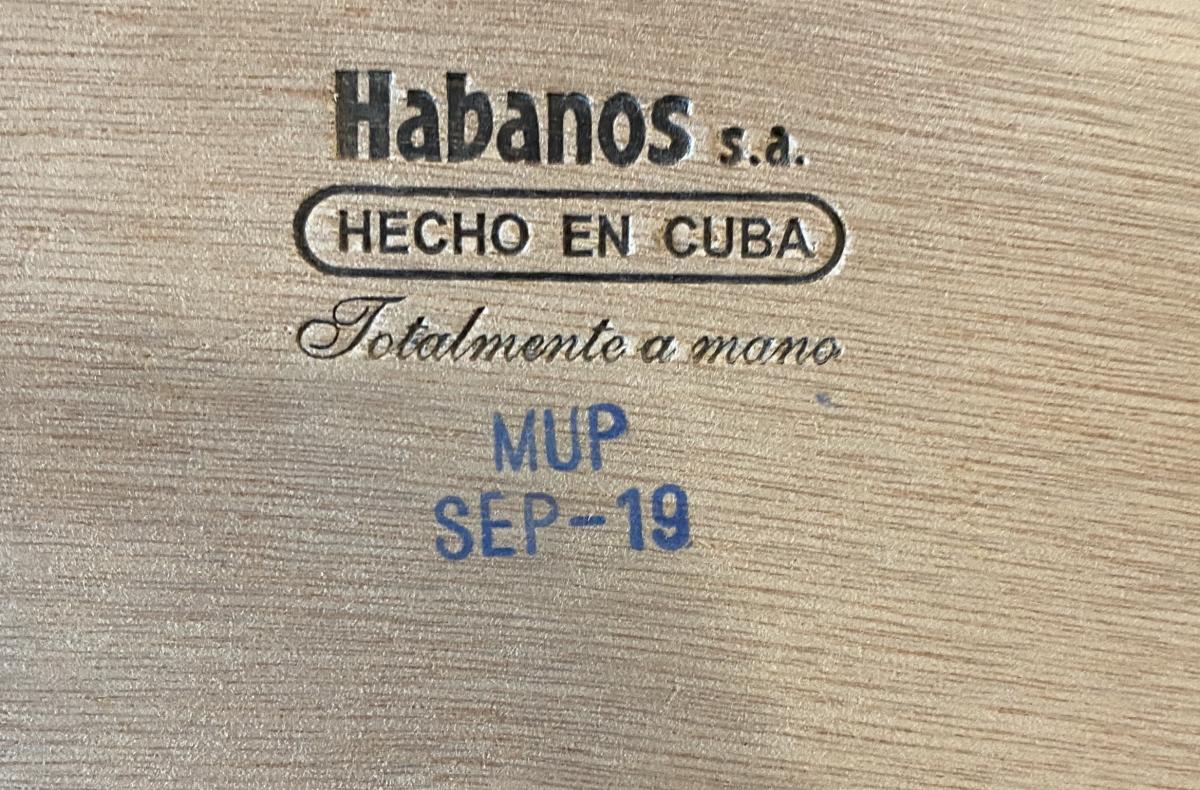 Habanos s.a.
HECHO EN CUBA
Totalmente a mano
MUP
SEP-19